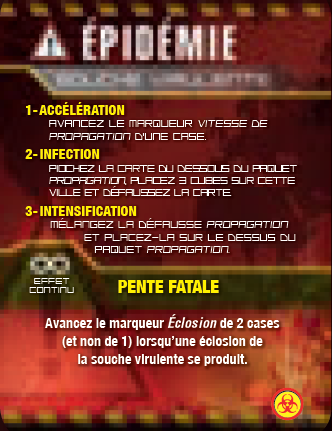 ÉPIDÉMIE
SOUCHE VIRULENTE
1- ACCÉLÉRATION
AVANCEZ LE MARQUEUR VITESSE DE
PROPAGATION D'UNE CASE.
2- INFECTION
PIOCHEZ LA CARTE DU DESSOUS DU PAQUET
PROPAGATION, PLACEZ 3 CUBES SUR CETTE
VILLE ET DÉFAUSSEZ LA CARTE.
3- INTENSIFICATION
MÉLANGEZ LA DÉFAUSSE PROPAGATION
ET PLACEZ-LA SUR LE DESSUS DU
PAQUET PROPAGATION.
EFFET
CONTINU
PENTE FATALE
Avancez le marqueur Éclosion de 2 cases
(et non de 1) lorsqu'une éclosion de
la souche virulente se produit.